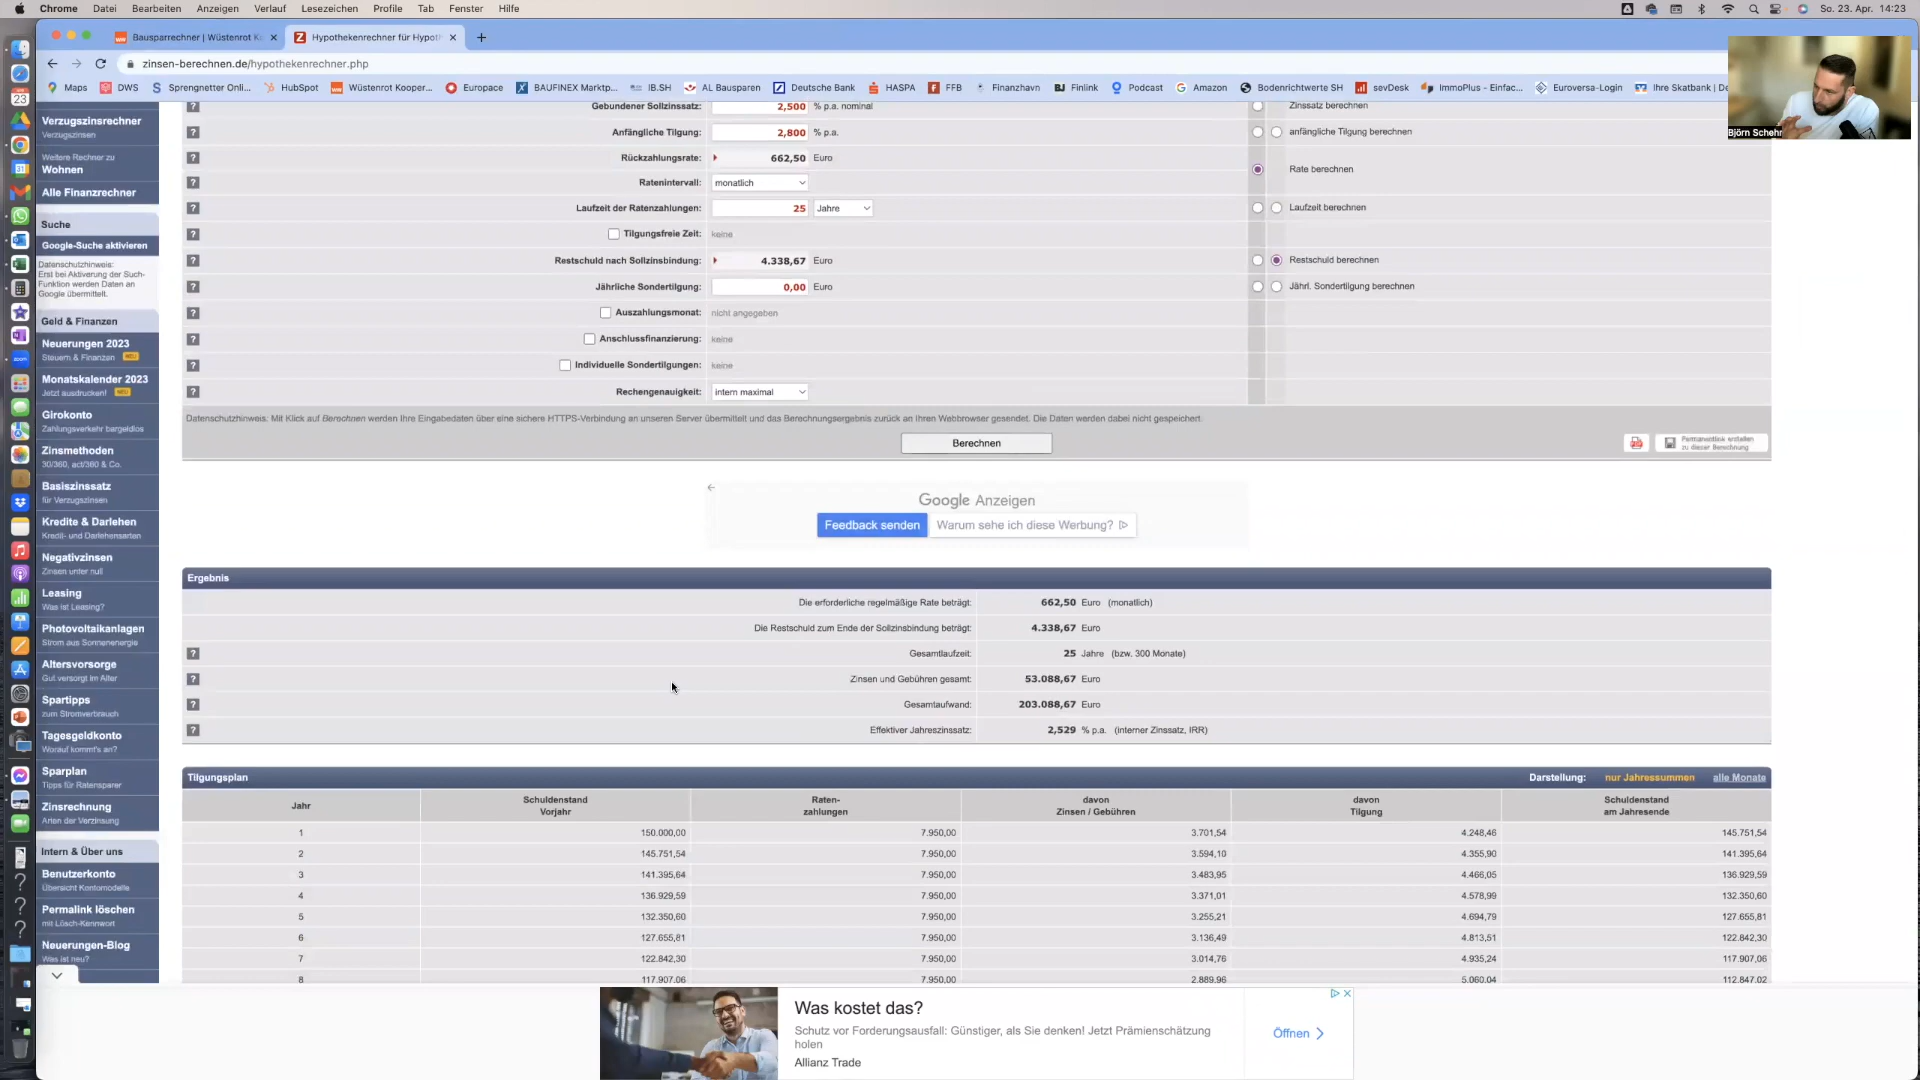 Chrome Datei Bearbeiten Anzeigen Verlauf Lesezeichen Profile Tab Fenster Hilfe So. 23. Apr. 14:23
Bausparrechner | Wüstenrot Ko Hypothekenrechner für Hypoth
zinsen-berechnen.de/hypothekenrechner.php
Maps DWS Sprengnetter Onli... HubSpot Wüstenrot Kooper... Europace BAUFINEX Marktp... IB.SH AL Bausparen Deutsche Bank HASPA FFB Finanzhavn Finlink Podcast Amazon Bodenrichtwerte SH sevDesk ImmoPlus - Einfac... Euroversa-Login Ihre Skatbank | De
Björn Schehr
Verzugszinsrechner
Verzugszinsen
Weitere Rechner zu
Wohnen
Alle Finanzrechner
Suche
Google-Suche aktivieren
Datenschutzhinweis:
Erst bei Aktivierung der Such-
Funktion werden Daten an
Google übermittelt.
Geld & Finanzen
Neuerungen 2023
Steuern & Finanzen NEU
Monatskalender 2023
Jetzt ausdrucken! NEU
Girokonto
Zahlungsverkehr bargeldlos
Zinsmethoden
30/360, act/360 & Co.
Basiszinssatz
für Verzugszinsen
Kredite & Darlehen
Kredit- und Darlehensarten
Negativzinsen
Zinsen unter null
Leasing
Was ist Leasing?
Photovoltaikanlagen
Strom aus Sonnenenergie
Altersvorsorge
Gut versorgt im Alter
Spartipps
zum Stromverbrauch
Tagesgeldkonto
Worauf kommt's an?
Sparplan
Tipps für Ratensparer
Zinsrechnung
Arten der Verzinsung
Intern & Über uns
Benutzerkonto
Übersicht Kontomodelle
Permalink löschen
mit Lösch-Kennwort
Neuerungen-Blog
Was ist neu?
? Gebundener Sollzinssatz: 2,500 % p.a. nominal Zinssatz berechnen
? Anfängliche Tilgung: 2,800 % p.a. anfängliche Tilgung berechnen
? Rückzahlungsrate: 662,50 Euro Rate berechnen
? Ratenintervall: monatlich
? Laufzeit der Ratenzahlungen: 25 Jahre Laufzeit berechnen
? Tilgungsfreie Zeit: keine
? Restschuld nach Sollzinsbindung: 4.338,67 Euro Restschuld berechnen
? Jährliche Sondertilgung: 0,00 Euro Jährl. Sondertilgung berechnen
? Auszahlungsmonat: nicht angegeben
? Anschlussfinanzierung: keine
? Individuelle Sondertilgungen: keine
? Rechengenauigkeit: intern maximal
Datenschutzhinweis: Mit Klick auf Berechnen werden Ihre Eingabedaten über eine sichere HTTPS-Verbindung an unseren Server übermittelt und das Berechnungsergebnis zurück an Ihren Webbrowser gesendet. Die Daten werden dabei nicht gespeichert.
Berechnen
Permanentlink erstellen
zu dieser Berechnung
Google Anzeigen
Feedback senden Warum sehe ich diese Werbung?
Ergebnis
Die erforderliche regelmäßige Rate beträgt: 662,50 Euro (monatlich)
Die Restschuld zum Ende der Sollzinsbindung beträgt: 4.338,67 Euro
? Gesamtlaufzeit: 25 Jahre (bzw. 300 Monate)
? Zinsen und Gebühren gesamt: 53.088,67 Euro
? Gesamtaufwand: 203.088,67 Euro
? Effektiver Jahreszinssatz: 2,529 % p.a. (interner Zinssatz, IRR)
Tilgungsplan Darstellung: nur Jahressummen alle Monate
Jahr Schuldenstand Vorjahr Raten-zahlungen davon Zinsen / Gebühren davon Tilgung Schuldenstand am Jahresende
1 150.000,00 7.950,00 3.701,54 4.248,46 145.751,54
2 145.751,54 7.950,00 3.594,10 4.355,90 141.395,64
3 141.395,64 7.950,00 3.483,95 4.466,05 136.929,59
4 136.929,59 7.950,00 3.371,01 4.578,99 132.350,60
5 132.350,60 7.950,00 3.255,21 4.694,79 127.655,81
6 127.655,81 7.950,00 3.136,49 4.813,51 122.842,30
7 122.842,30 7.950,00 3.014,76 4.935,24 117.907,06
8 117.907,06 7.950,00 2.889,96 5.060,04 112.847,02
Was kostet das?
Schutz vor Forderungsausfall: Günstiger, als Sie denken! Jetzt Prämienschätzung
holen
Allianz Trade
Öffnen